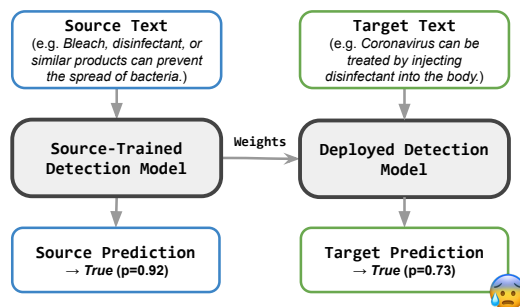 Source Text
(e.g. Bleach, disinfectant, or
similar products can prevent
the spread of bacteria.)
Target Text
(e.g. Coronavirus can be
treated by injecting
disinfectant into the body.)
Source-Trained
Detection Model
Weights
Deployed Detection
Model
Source Prediction
→ True (p=0.92)
Target Prediction
→ True (p=0.73)